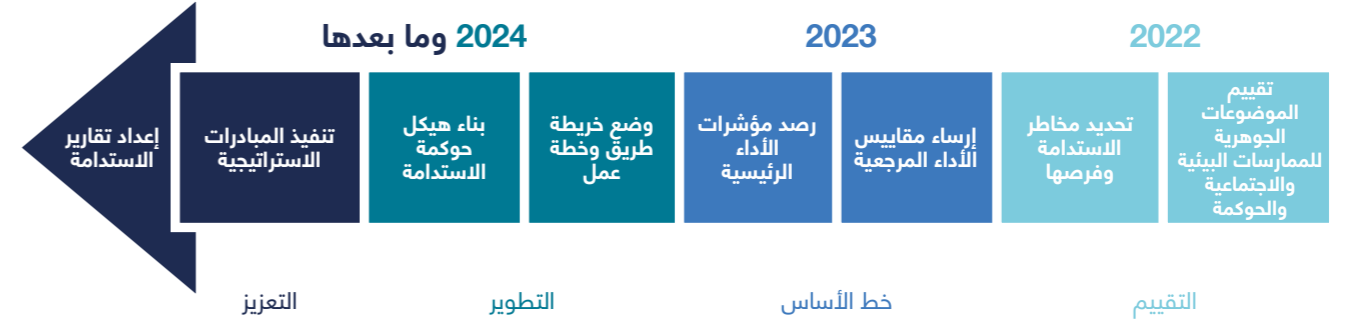 2022
2023
2024 وما بعدها
تقييم
الموضوعات
الجوهرية
للممارسات البيئية
والاجتماعية
والحوكمة
تحديد مخاطر
الاستدامة
وفرصها
إرساء مقاييس
الأداء المرجعية
رصد مؤشرات
الأداء
الرئيسية
وضع خريطة
طريق وخطة
عمل
بناء هيكل
حوكمة
الاستدامة
تنفيذ المبادرات
الاستراتيجية
إعداد تقارير
الاستدامة
التقييم
خط الأساس
التطوير
التعزيز